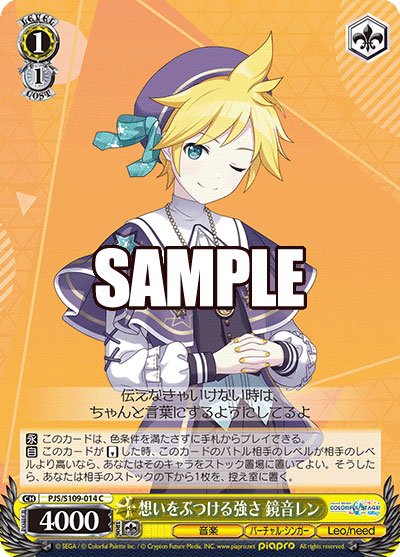 LEVEL
1
1
COST
SAMPLE
伝えなきゃいけない時は、
ちゃんと言葉にするようにしてるよ
永 このカードは、色条件を満たさずに手札からプレイできる。
自 このカードが した時、このカードのバトル相手のレベルが相手のレ
ベルより高いなら、あなたはそのキャラをストック置場に置いてよい。そう
したら、あなたは相手のストックの下から1枚を、控え室に置く。
CH PJS/S109-014 C
想いをぶつける強さ 鏡音レン
COLORFUL STAGE!
POWER 4000 SOUL
音楽 バーチャル・シンガー Leo/need
© SEGA / © Colorful Palette Inc. / © Crypton Future Media, INC. www.piapro.net piapro All rights reserved.